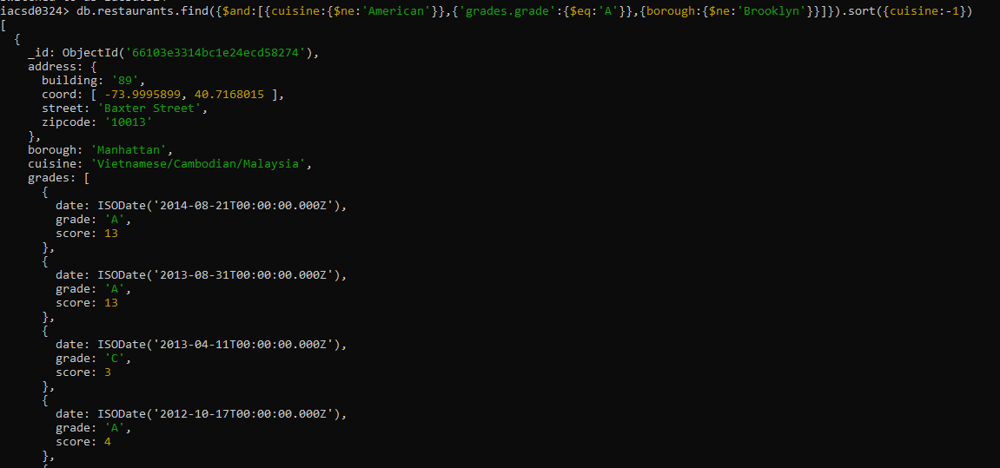 iacsd0324> db.restaurants.find({$and:[{cuisine:{$ne:'American'}},{'grades.grade':{$eq:'A'}},{borough:{$ne:'Brooklyn'}}]}).sort({cuisine:-1})
[
  {
    _id: ObjectId('66103e3314bc1e24ecd58274'),
    address: {
      building: '89',
      coord: [ -73.9995899, 40.7168015 ],
      street: 'Baxter Street',
      zipcode: '10013'
    },
    borough: 'Manhattan',
    cuisine: 'Vietnamese/Cambodian/Malaysia',
    grades: [
      {
        date: ISODate('2014-08-21T00:00:00.000Z'),
        grade: 'A',
        score: 13
      },
      {
        date: ISODate('2013-08-31T00:00:00.000Z'),
        grade: 'A',
        score: 13
      },
      {
        date: ISODate('2013-04-11T00:00:00.000Z'),
        grade: 'C',
        score: 3
      },
      {
        date: ISODate('2012-10-17T00:00:00.000Z'),
        grade: 'A',
        score: 4
      },